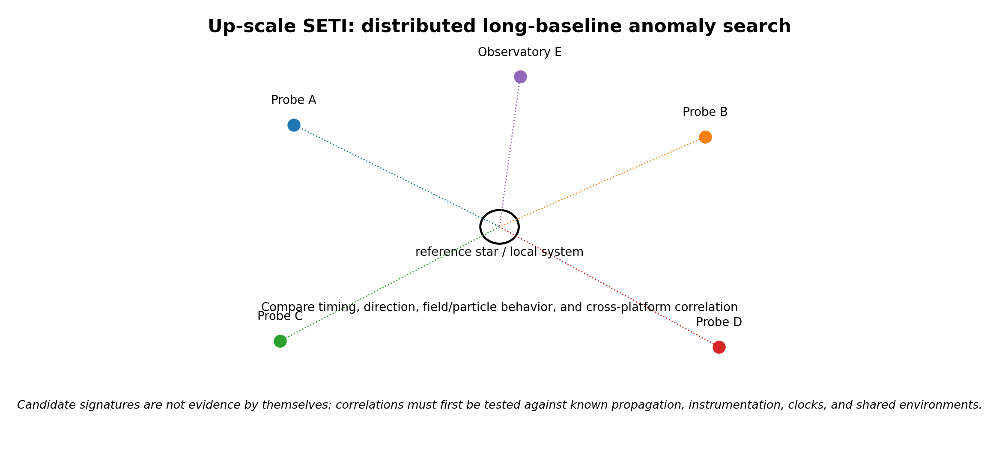 Up-scale SETI: distributed long-baseline anomaly search
Observatory E
Probe A
Probe B
reference star / local system
Compare timing, direction, field/particle behavior, and cross-platform correlation
Probe C
Probe D
Candidate signatures are not evidence by themselves: correlations must first be tested against known propagation, instrumentation, clocks, and shared environments.